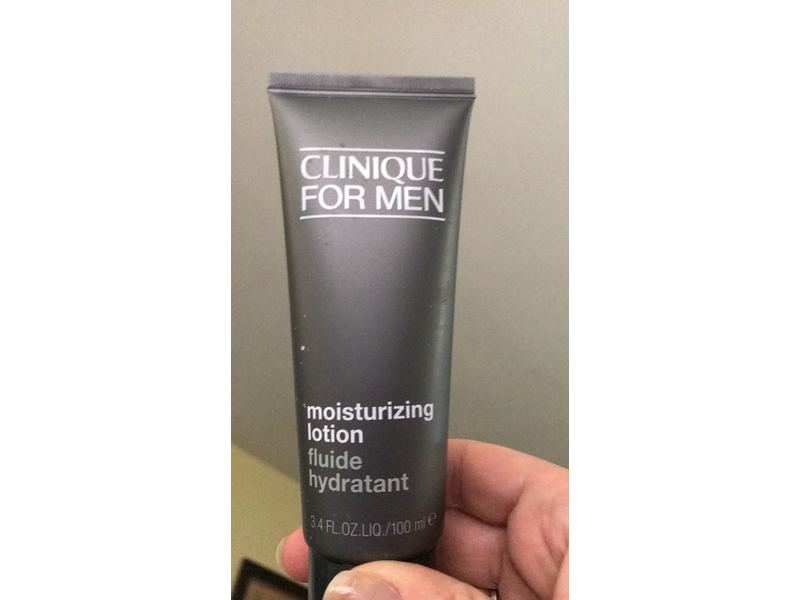 CLINIQUE
FOR MEN
moisturizing
lotion
fluide
hydratant
3.4 FL.OZ.LIQ./100 ml ℮